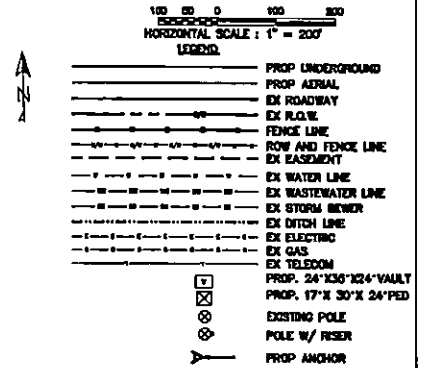 100 50 0 100 200
HORIZONTAL SCALE : 1" = 200'
LEGEND
N
PROP UNDERGROUND
PROP AERIAL
EX ROADWAY
EX R.O.W.
FENCE LINE
ROW AND FENCE LINE
EX EASEMENT
EX WATER LINE
EX WASTEWATER LINE
EX STORM SEWER
EX DITCH LINE
EX ELECTRIC
EX GAS
EX TELECOM
PROP. 24"X36"X24"VAULT
PROP. 17"X 30"X 24"PED
EXISTING POLE
POLE W/ RISER
PROP ANCHOR